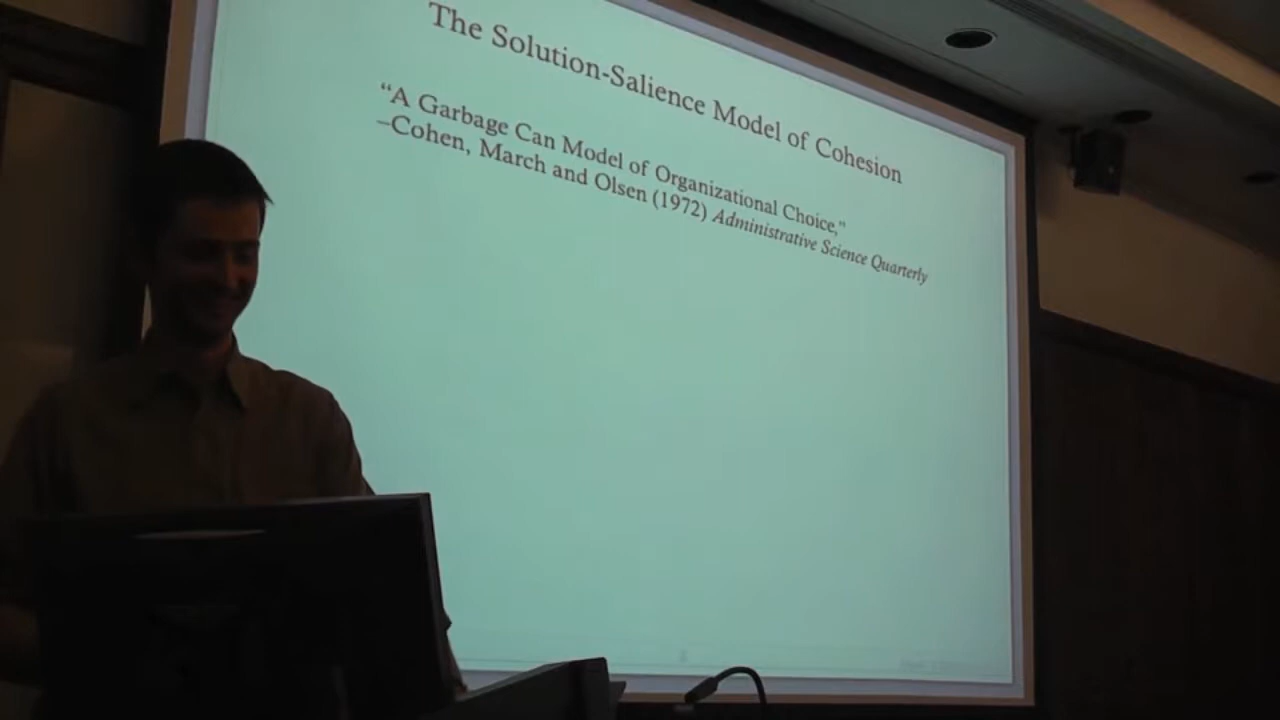 The Solution-Salience Model of Cohesion
“A Garbage Can Model of Organizational Choice,”
–Cohen, March and Olsen (1972) Administrative Science Quarterly